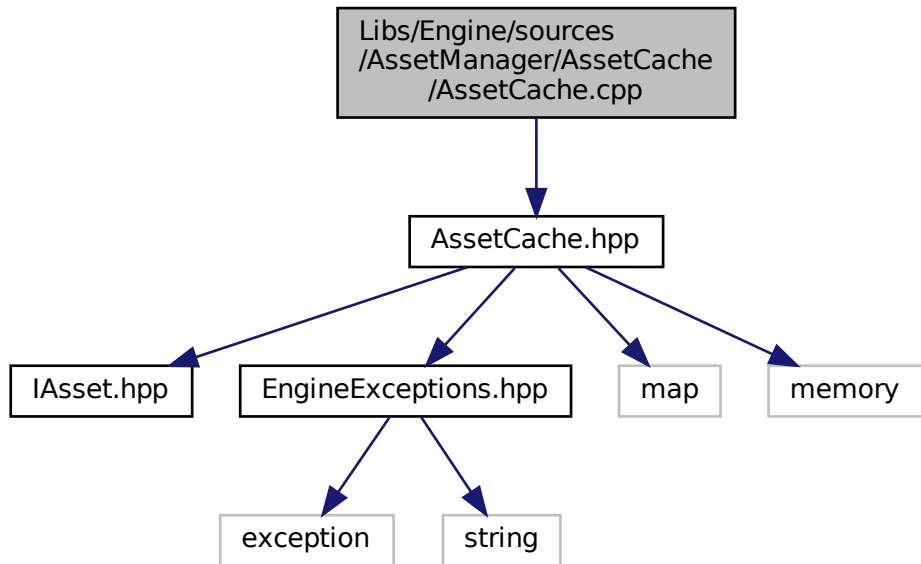 Libs/Engine/sources
/AssetManager/AssetCache
/AssetCache.cpp
AssetCache.hpp
IAsset.hpp
EngineExceptions.hpp
map
memory
exception
string